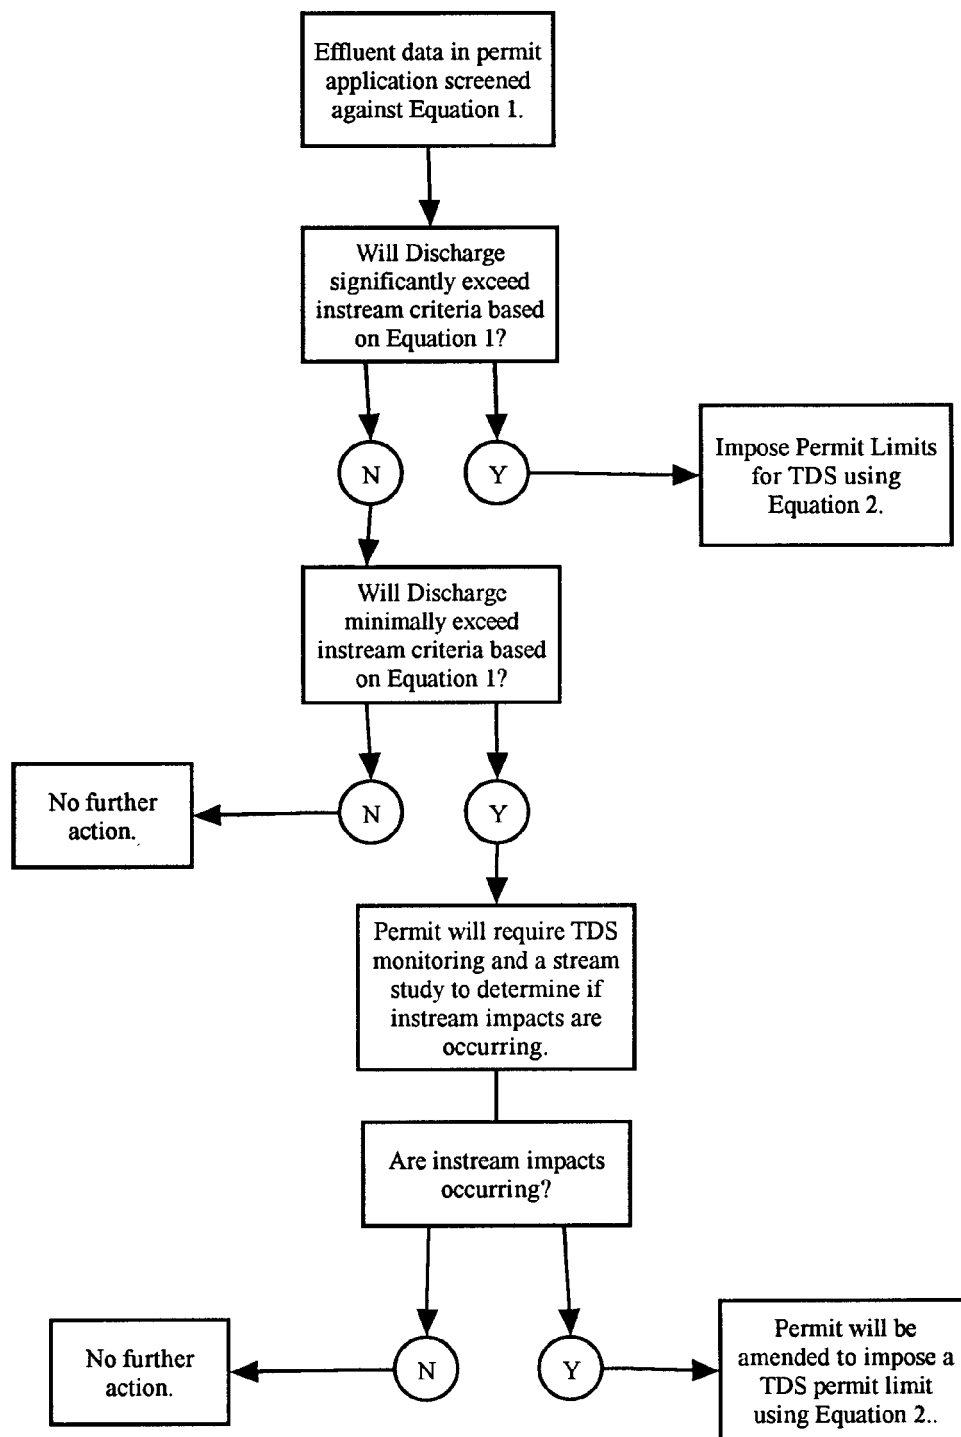 Effluent data in permit
application screened
against Equation 1.
Will Discharge
significantly exceed
instream criteria based
on Equation 1?
N
Y
Impose Permit Limits
for TDS using
Equation 2.
Will Discharge
minimally exceed
instream criteria based
on Equation 1?
No further
action.
N
Y
Permit will require TDS
monitoring and a stream
study to determine if
instream impacts are
occurring.
Are instream impacts
occurring?
No further
action.
N
Y
Permit will be
amended to impose a
TDS permit limit
using Equation 2..